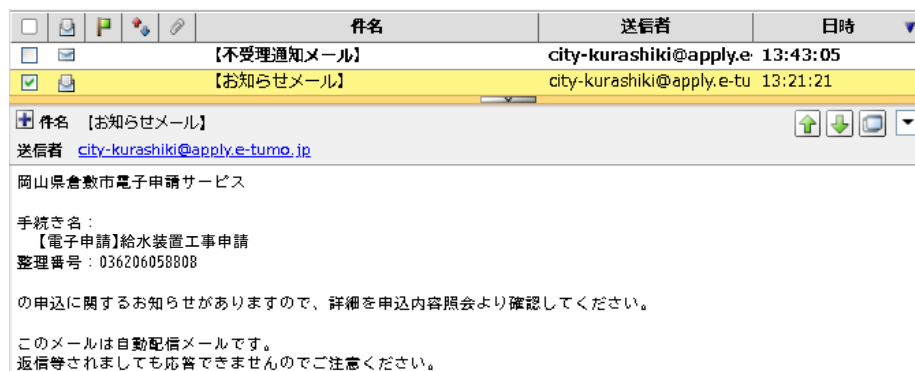 件名 送信者 日時
【不受理通知メール】 city-kurashiki@apply.e- 13:43:05
【お知らせメール】 city-kurashiki@apply.e-tu 13:21:21
件名 【お知らせメール】
送信者 city-kurashiki@apply.e-tumo.jp
岡山県倉敷市電子申請サービス
手続き名：
【電子申請】給水装置工事申請
整理番号：036206058808
の申込に関するお知らせがありますので、詳細を申込内容照会より確認してください。
このメールは自動配信メールです。
返信等されましても応答できませんのでご注意ください。